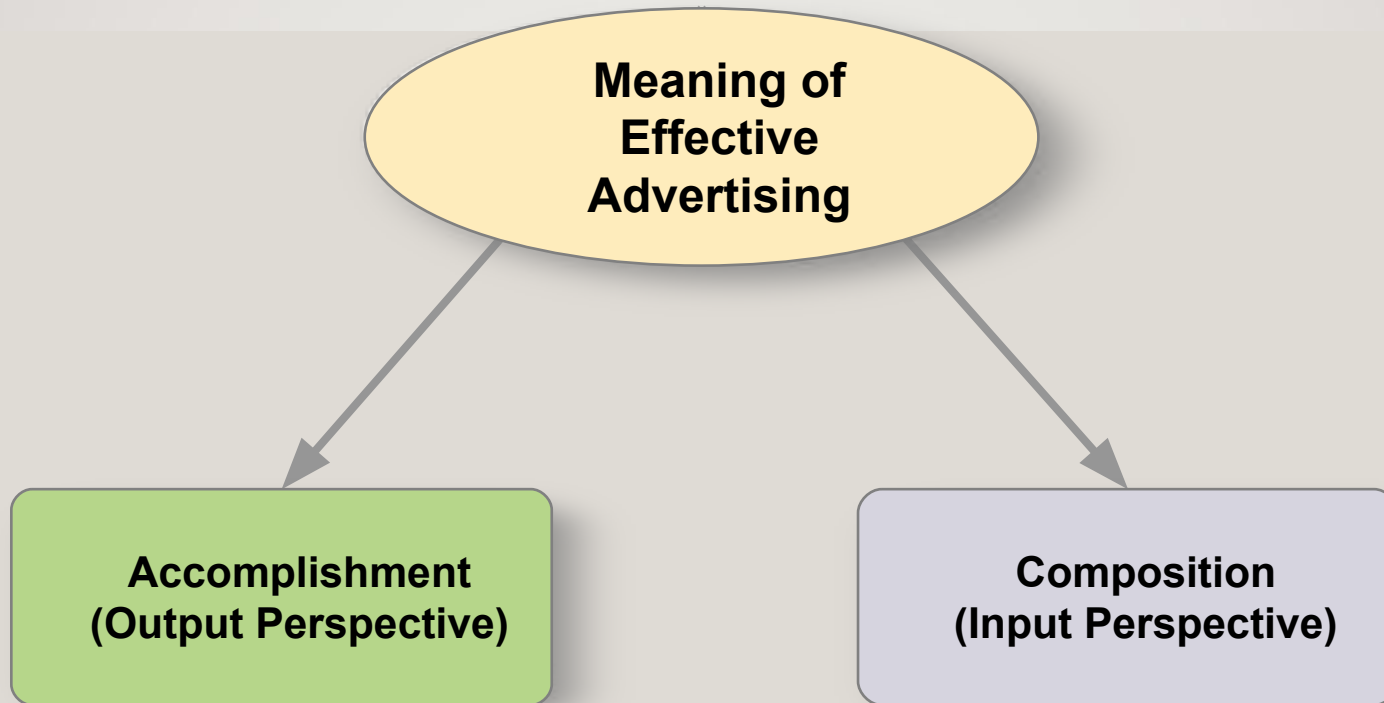 Meaning of
Effective
Advertising
Accomplishment
(Output Perspective)
Composition
(Input Perspective)